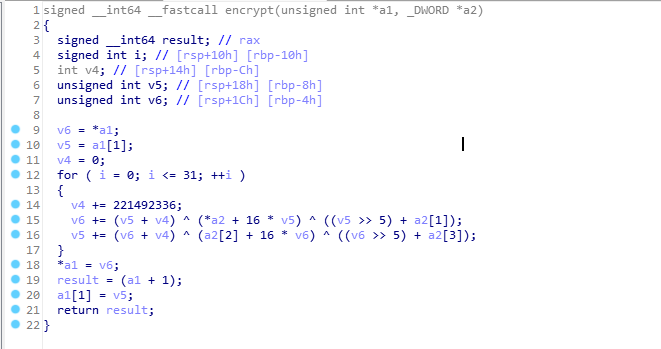 1 signed __int64 __fastcall encrypt(unsigned int *a1, _DWORD *a2)
2 {
3   signed __int64 result; // rax
4   signed int i; // [rsp+10h] [rbp-10h]
5   int v4; // [rsp+14h] [rbp-Ch]
6   unsigned int v5; // [rsp+18h] [rbp-8h]
7   unsigned int v6; // [rsp+1Ch] [rbp-4h]
8
9   v6 = *a1;
10   v5 = a1[1];
11   v4 = 0;
12   for ( i = 0; i <= 31; ++i )
13   {
14     v4 += 221492336;
15     v6 += (v5 + v4) ^ (*a2 + 16 * v5) ^ ((v5 >> 5) + a2[1]);
16     v5 += (v6 + v4) ^ (a2[2] + 16 * v6) ^ ((v6 >> 5) + a2[3]);
17   }
18   *a1 = v6;
19   result = (a1 + 1);
20   a1[1] = v5;
21   return result;
22 }